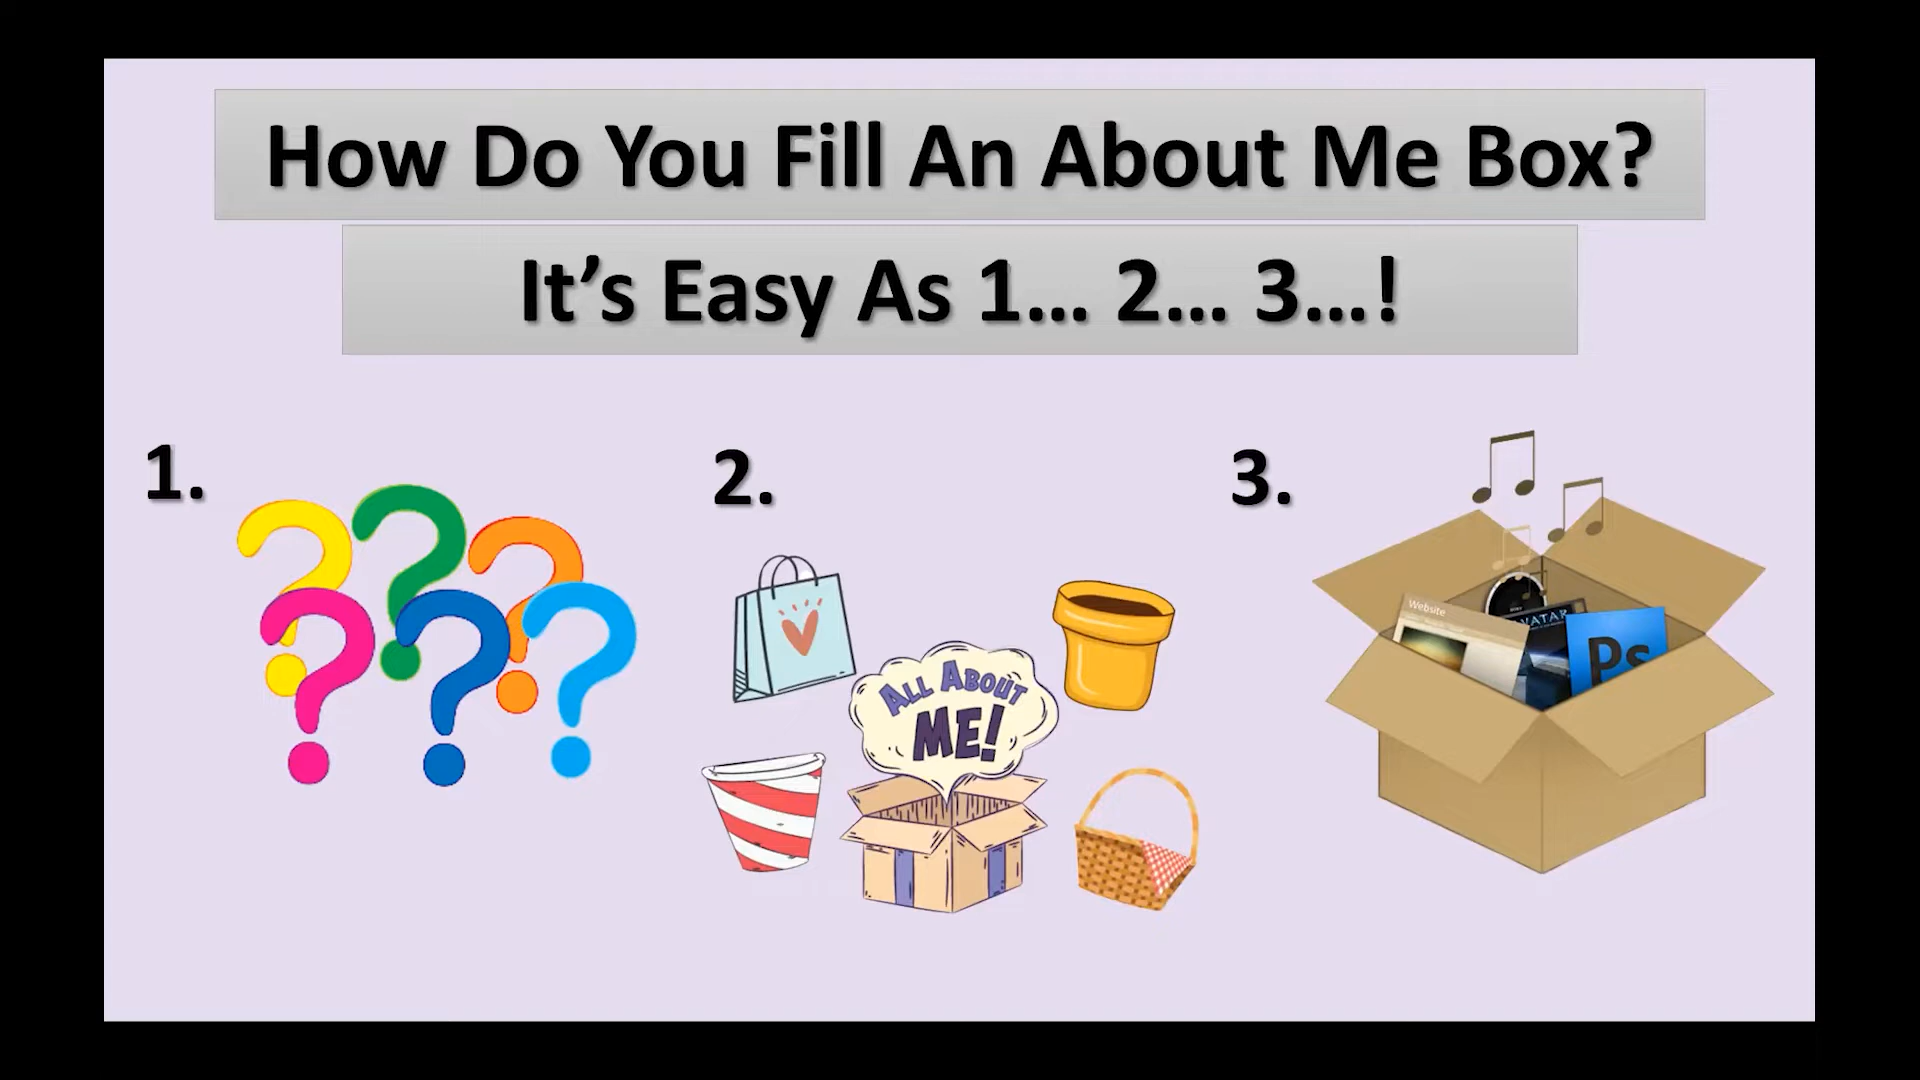 How Do You Fill An About Me Box?
It’s Easy As 1... 2... 3...!
1.
2.
3.
ALL ABOUT
ME!
Website
Ps